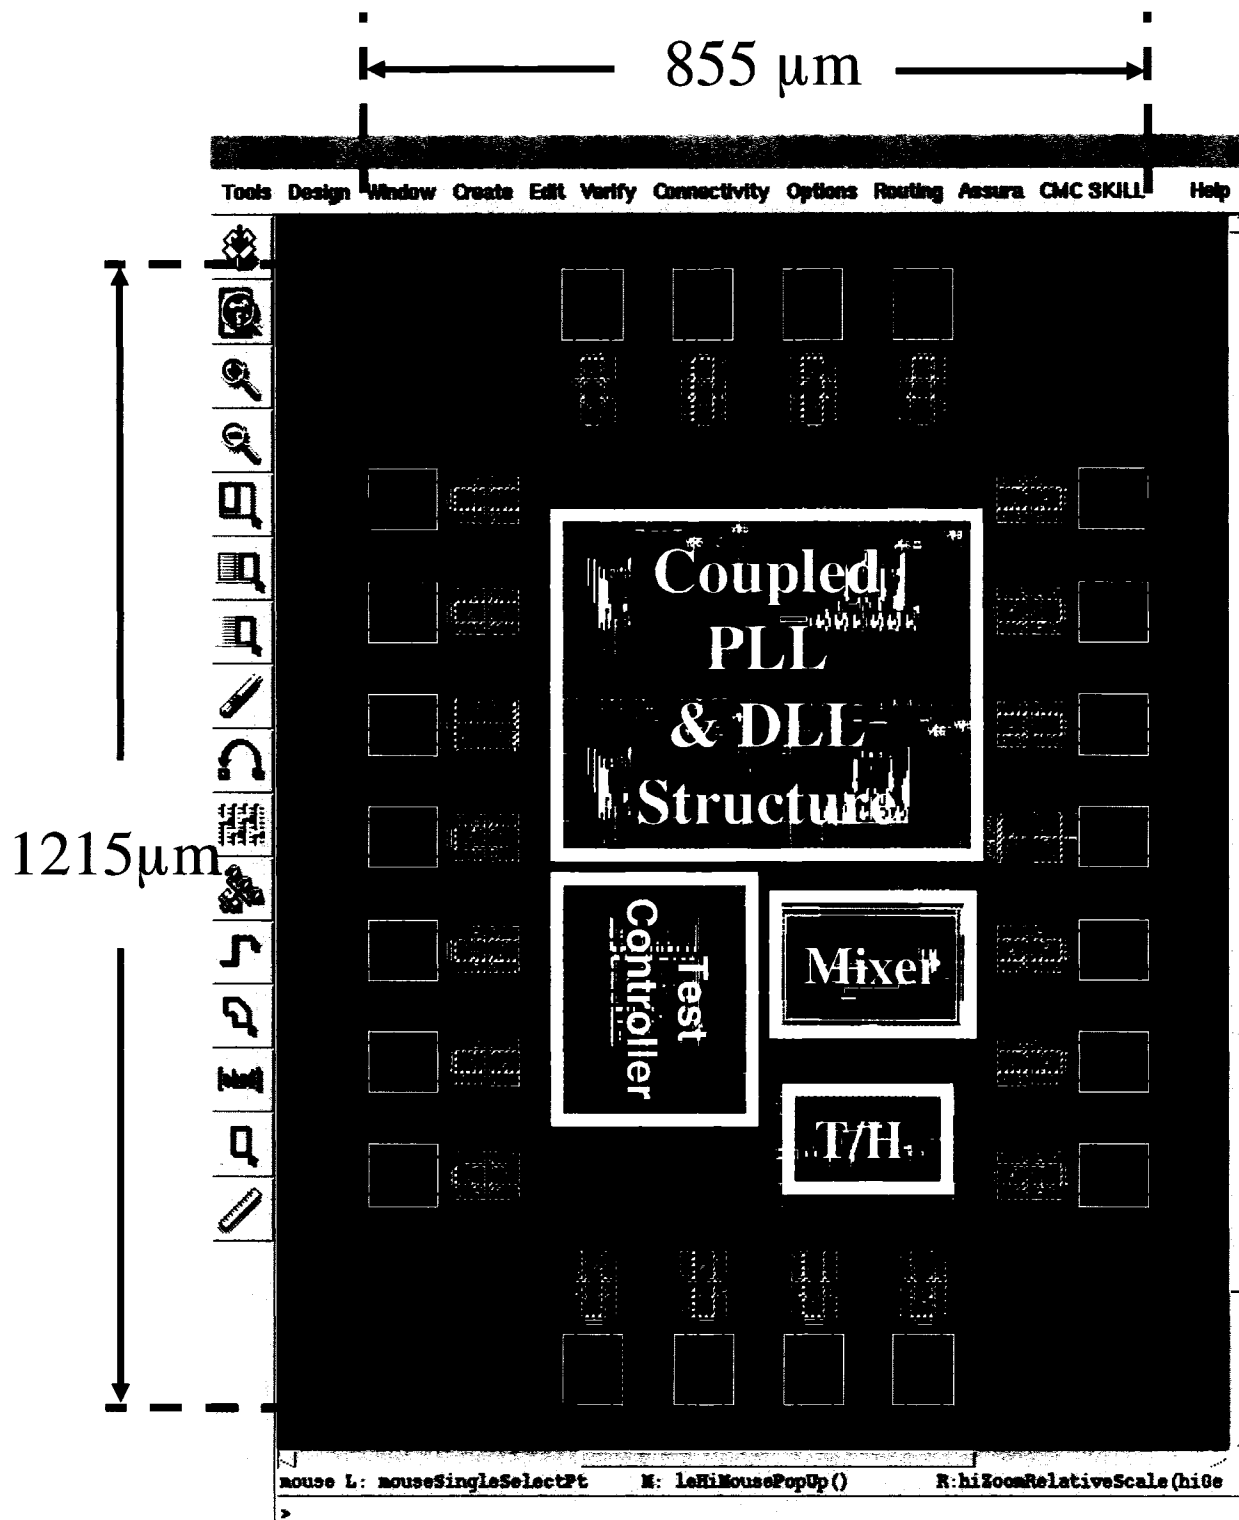 855 µm
Tools Design Window Create Edit Verify Connectivity Options Routing Assura CMC SKILL Help
1215µm
Coupled
PLL
& DLL
Structure
Test
Controller
Mixer
T/H
mouse L: mouseSingleSelectPt M: leHiMousePopUp() R:hiZoomRelativeScale(hiGe
>